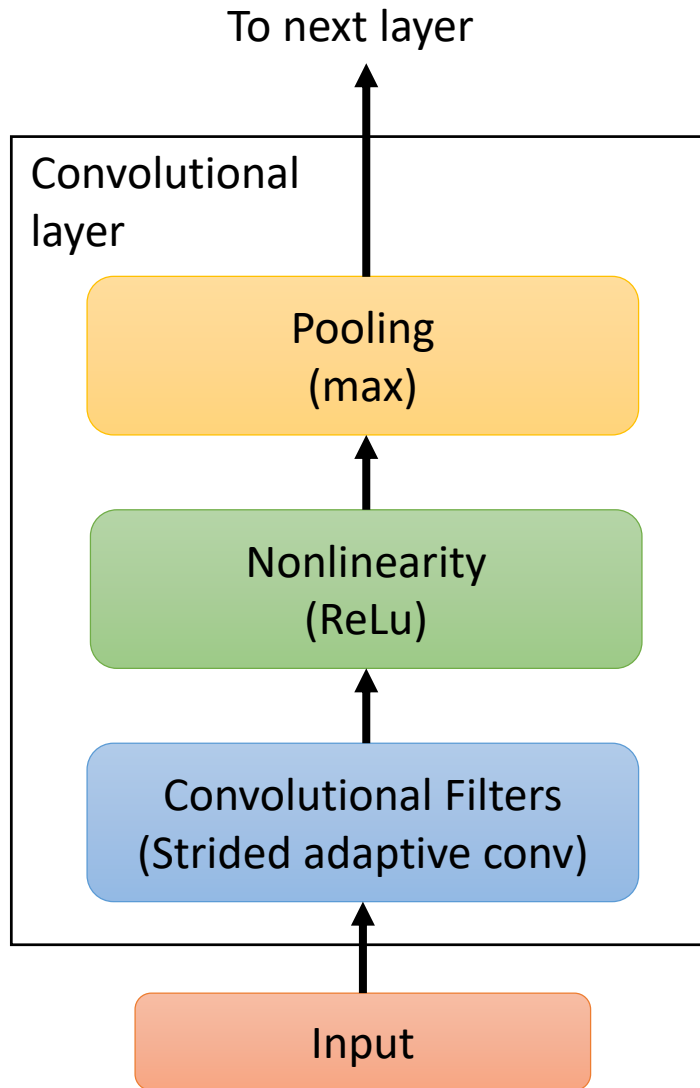 To next layer
Convolutional
layer
Pooling
(max)
Nonlinearity
(ReLu)
Convolutional Filters
(Strided adaptive conv)
Input